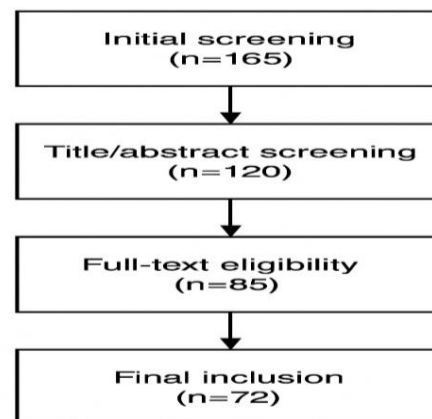 Initial screening
(n=165)
Title/abstract screening
(n=120)
Full-text eligibility
(n=85)
Final inclusion
(n=72)